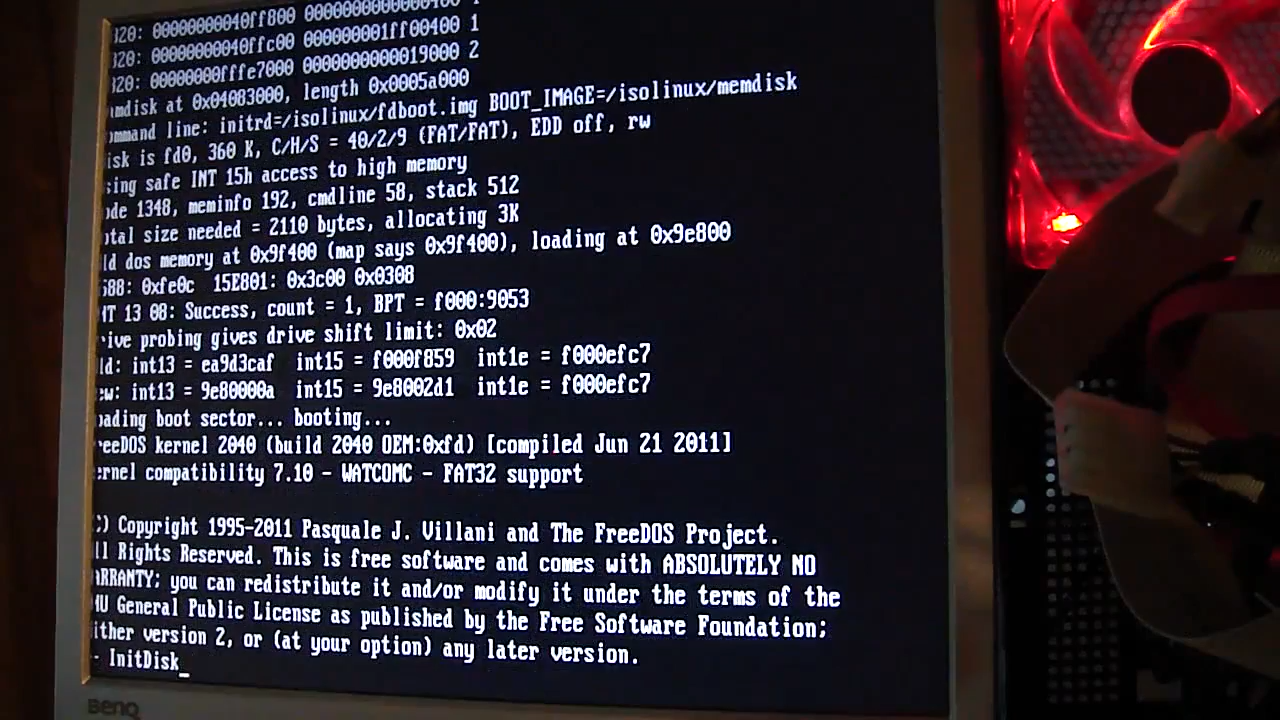 320: 00000000040ff800 0000000000000400 1
320: 00000000040ffc00 000000001ff00400 1
320: 00000000fffe7000 0000000000019000 2
amdisk at 0x04083000, length 0x0005a000
ommand line: initrd=/isolinux/fdboot.img BOOT_IMAGE=/isolinux/memdisk
isk is fd0, 360 K, C/H/S = 40/2/9 (FAT/FAT), EDD off, rw
sing safe INT 15h access to high memory
ode 1348, meminfo 192, cmdline 58, stack 512
otal size needed = 2110 bytes, allocating 3K
ld dos memory at 0x9f400 (map says 0x9f400), loading at 0x9e800
588: 0xfe0c 15E801: 0x3c00 0x0308
NT 13 08: Success, count = 1, BPT = f000:9053
rive probing gives drive shift limit: 0x02
ld: int13 = ea9d3caf int15 = f000f859 int1e = f000efc7
ew: int13 = 9e80000a int15 = 9e8002d1 int1e = f000efc7
oading boot sector... booting...
reeDOS kernel 2040 (build 2040 OEM:0xfd) [compiled Jun 21 2011]
ernel compatibility 7.10 - WATCOMC - FAT32 support
C) Copyright 1995-2011 Pasquale J. Villani and The FreeDOS Project.
ll Rights Reserved. This is free software and comes with ABSOLUTELY NO
ARRANTY; you can redistribute it and/or modify it under the terms of the
NU General Public License as published by the Free Software Foundation;
ither version 2, or (at your option) any later version.
- InitDisk_
BenQ